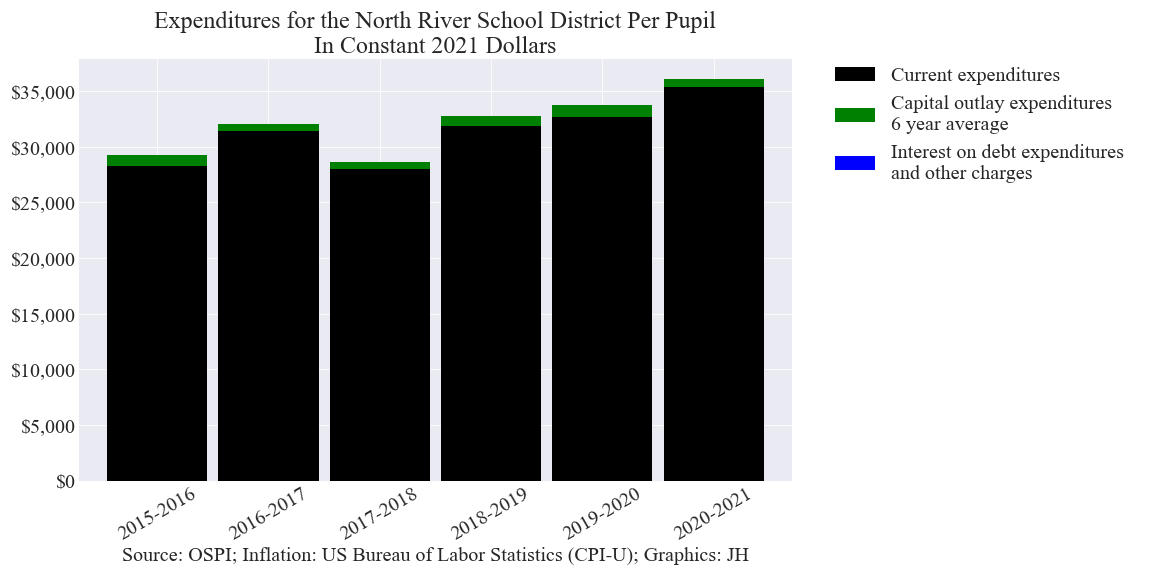 Expenditures for the North River School District Per Pupil
In Constant 2021 Dollars
$35,000
$30,000
$25,000
$20,000
$15,000
$10,000
$5,000
$0
2015-2016
2016-2017
2017-2018
2018-2019
2019-2020
2020-2021
Source: OSPI; Inflation: US Bureau of Labor Statistics (CPI-U); Graphics: JH
Current expenditures
Capital outlay expenditures
6 year average
Interest on debt expenditures
and other charges